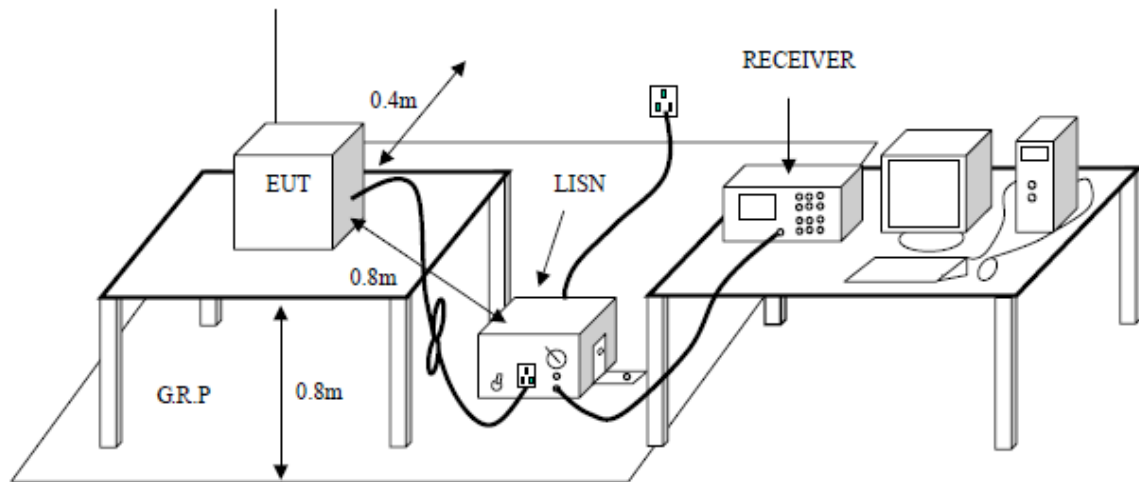 RECEIVER
0.4m
EUT
LISN
0.8m
G.R.P
0.8m